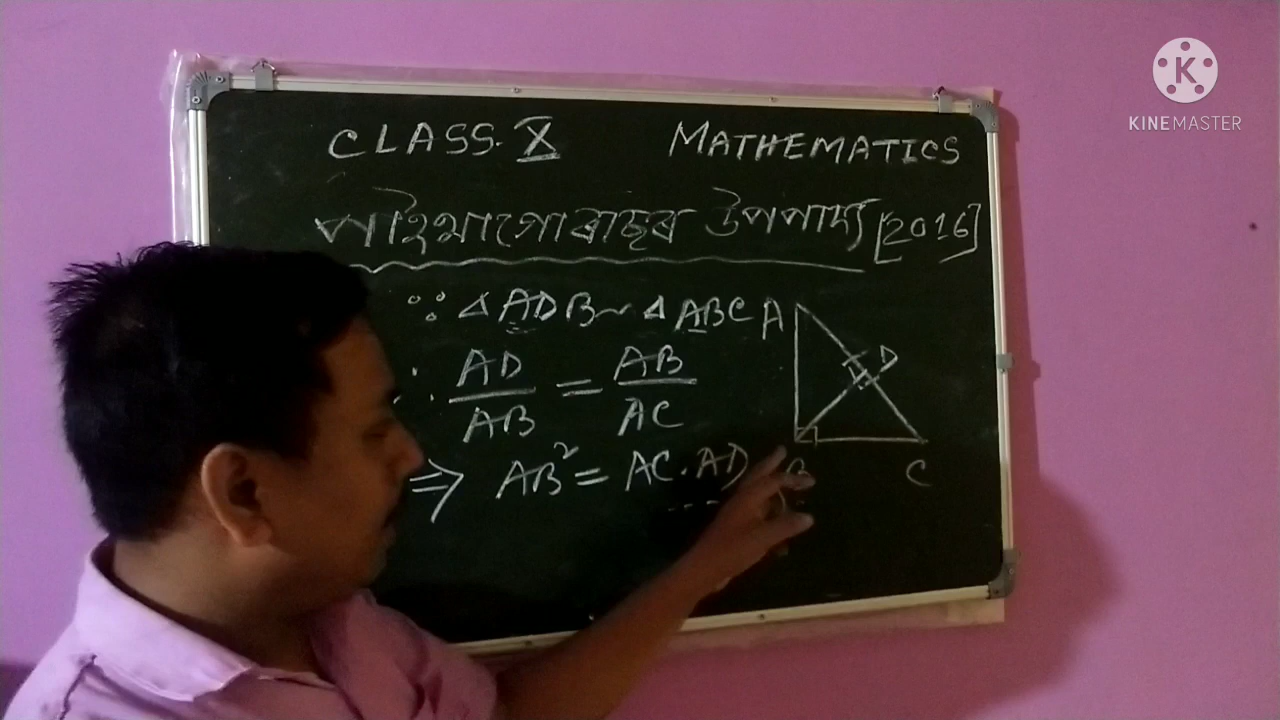 CLASS. X MATHEMATICS
পাইথাগোৰাছৰ উপপাদ্য [2016]
∵ △ADB ~ △ABC
∴ AD/AB = AB/AC
⇒ AB² = AC.AD
A
D
B
C
KINEMASTER